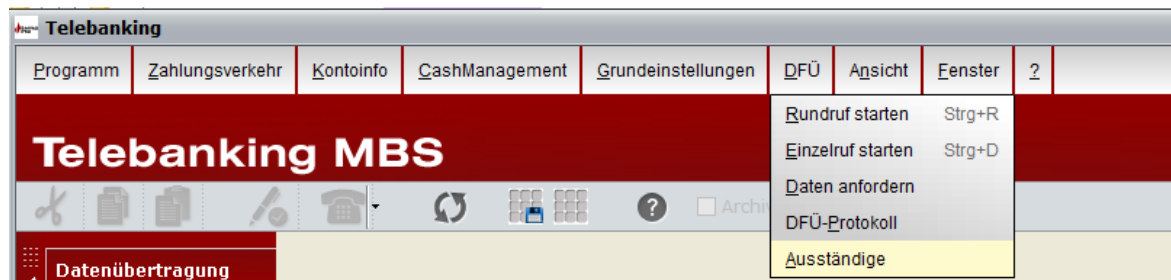 Telebanking
Programm Zahlungsverkehr Kontoinfo CashManagement Grundeinstellungen DFÜ Ansicht Fenster ?
Rundruf starten Strg+R
Telebanking MBS
Einzelruf starten Strg+D
Daten anfordern
?
DFÜ-Protokoll
Datenübertragung
Ausständige